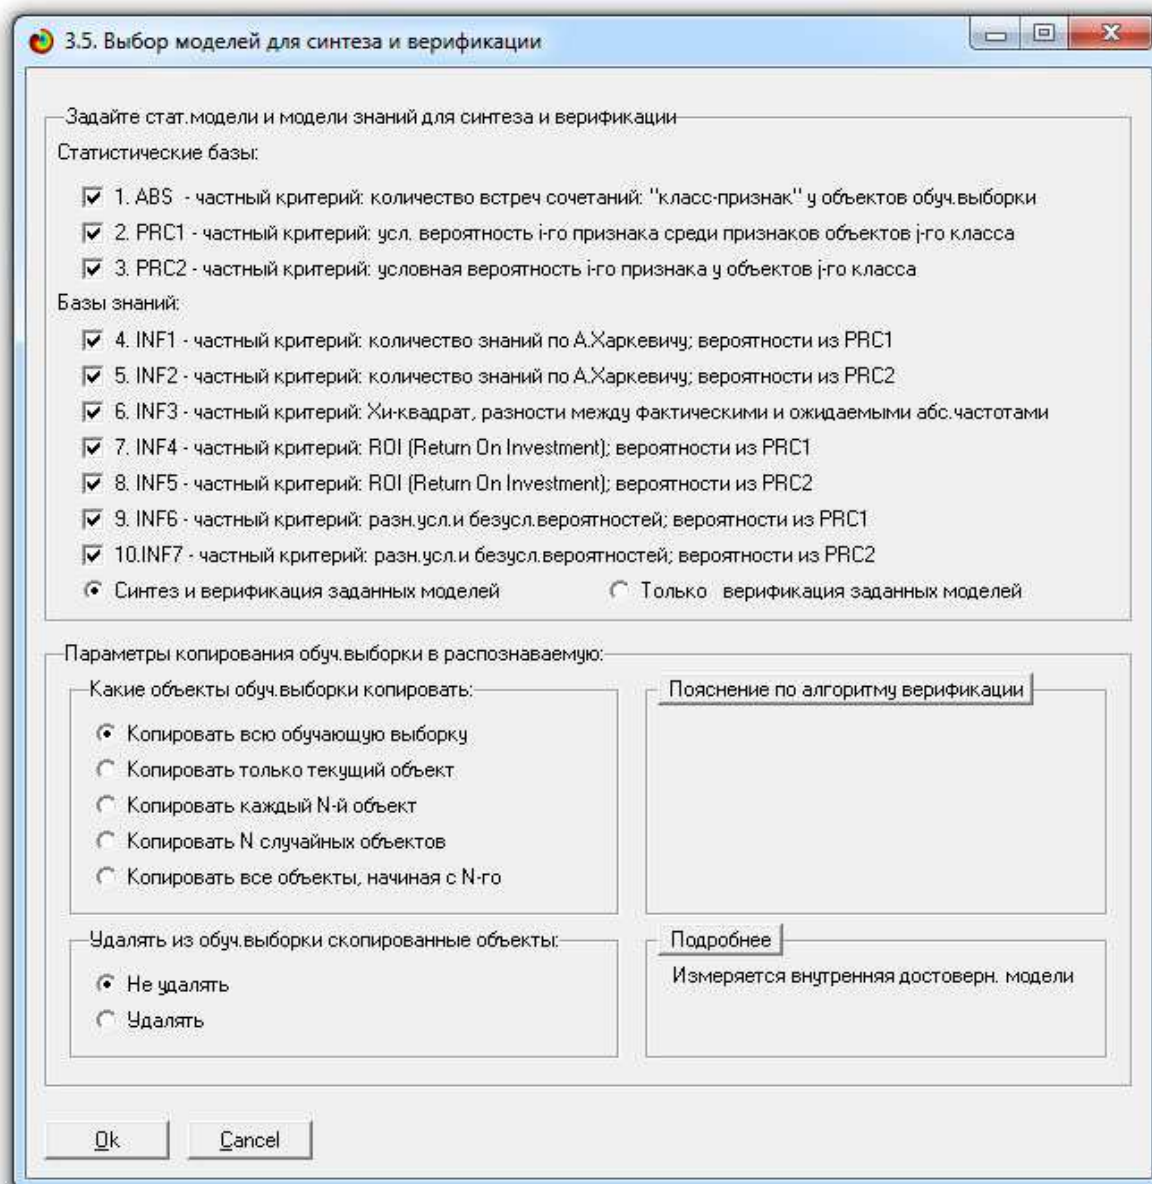 3.5. Выбор моделей для синтеза и верификации
Задайте стат.модели и модели знаний для синтеза и верификации
Статистические базы:
1. ABS - частный критерий: количество встреч сочетаний: "класс-признак" у объектов обуч.выборки
2. PRC1 - частный критерий: усл. вероятность i-го признака среди признаков объектов j-го класса
3. PRC2 - частный критерий: условная вероятность i-го признака у объектов j-го класса
Базы знаний:
4. INF1 - частный критерий: количество знаний по А.Харкевичу; вероятности из PRC1
5. INF2 - частный критерий: количество знаний по А.Харкевичу; вероятности из PRC2
6. INF3 - частный критерий: Хи-квадрат, разности между фактическими и ожидаемыми абс.частотами
7. INF4 - частный критерий: ROI (Return On Investment); вероятности из PRC1
8. INF5 - частный критерий: ROI (Return On Investment); вероятности из PRC2
9. INF6 - частный критерий: разн.усл.и безусл.вероятностей; вероятности из PRC1
10.INF7 - частный критерий: разн.усл.и безусл.вероятностей; вероятности из PRC2
Синтез и верификация заданных моделей
Только верификация заданных моделей
Параметры копирования обуч.выборки в распознаваемую:
Какие объекты обуч.выборки копировать:
Копировать всю обучающую выборку
Копировать только текущий объект
Копировать каждый N-й объект
Копировать N случайных объектов
Копировать все объекты, начиная с N-го
Пояснение по алгоритму верификации
Удалять из обуч.выборки скопированные объекты:
Не удалять
Удалять
Подробнее
Измеряется внутренняя достоверн. модели
Ok
Cancel